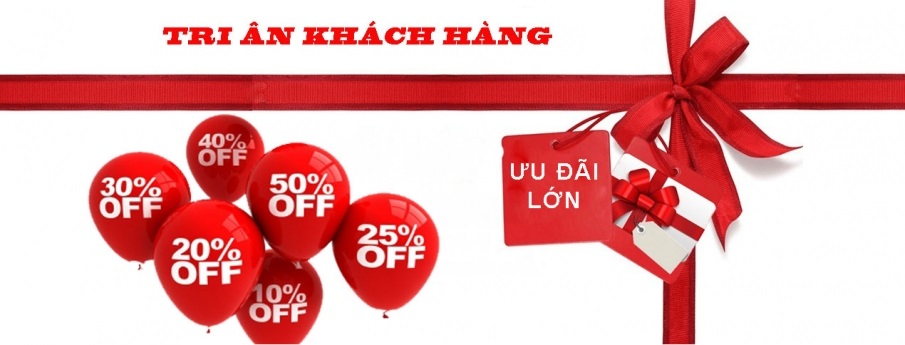 TRI ÂN KHÁCH HÀNG
40%
OFF
30%
OFF
50%
OFF
20%
OFF
25%
OFF
10%
OFF
ƯU ĐÃI
LỚN